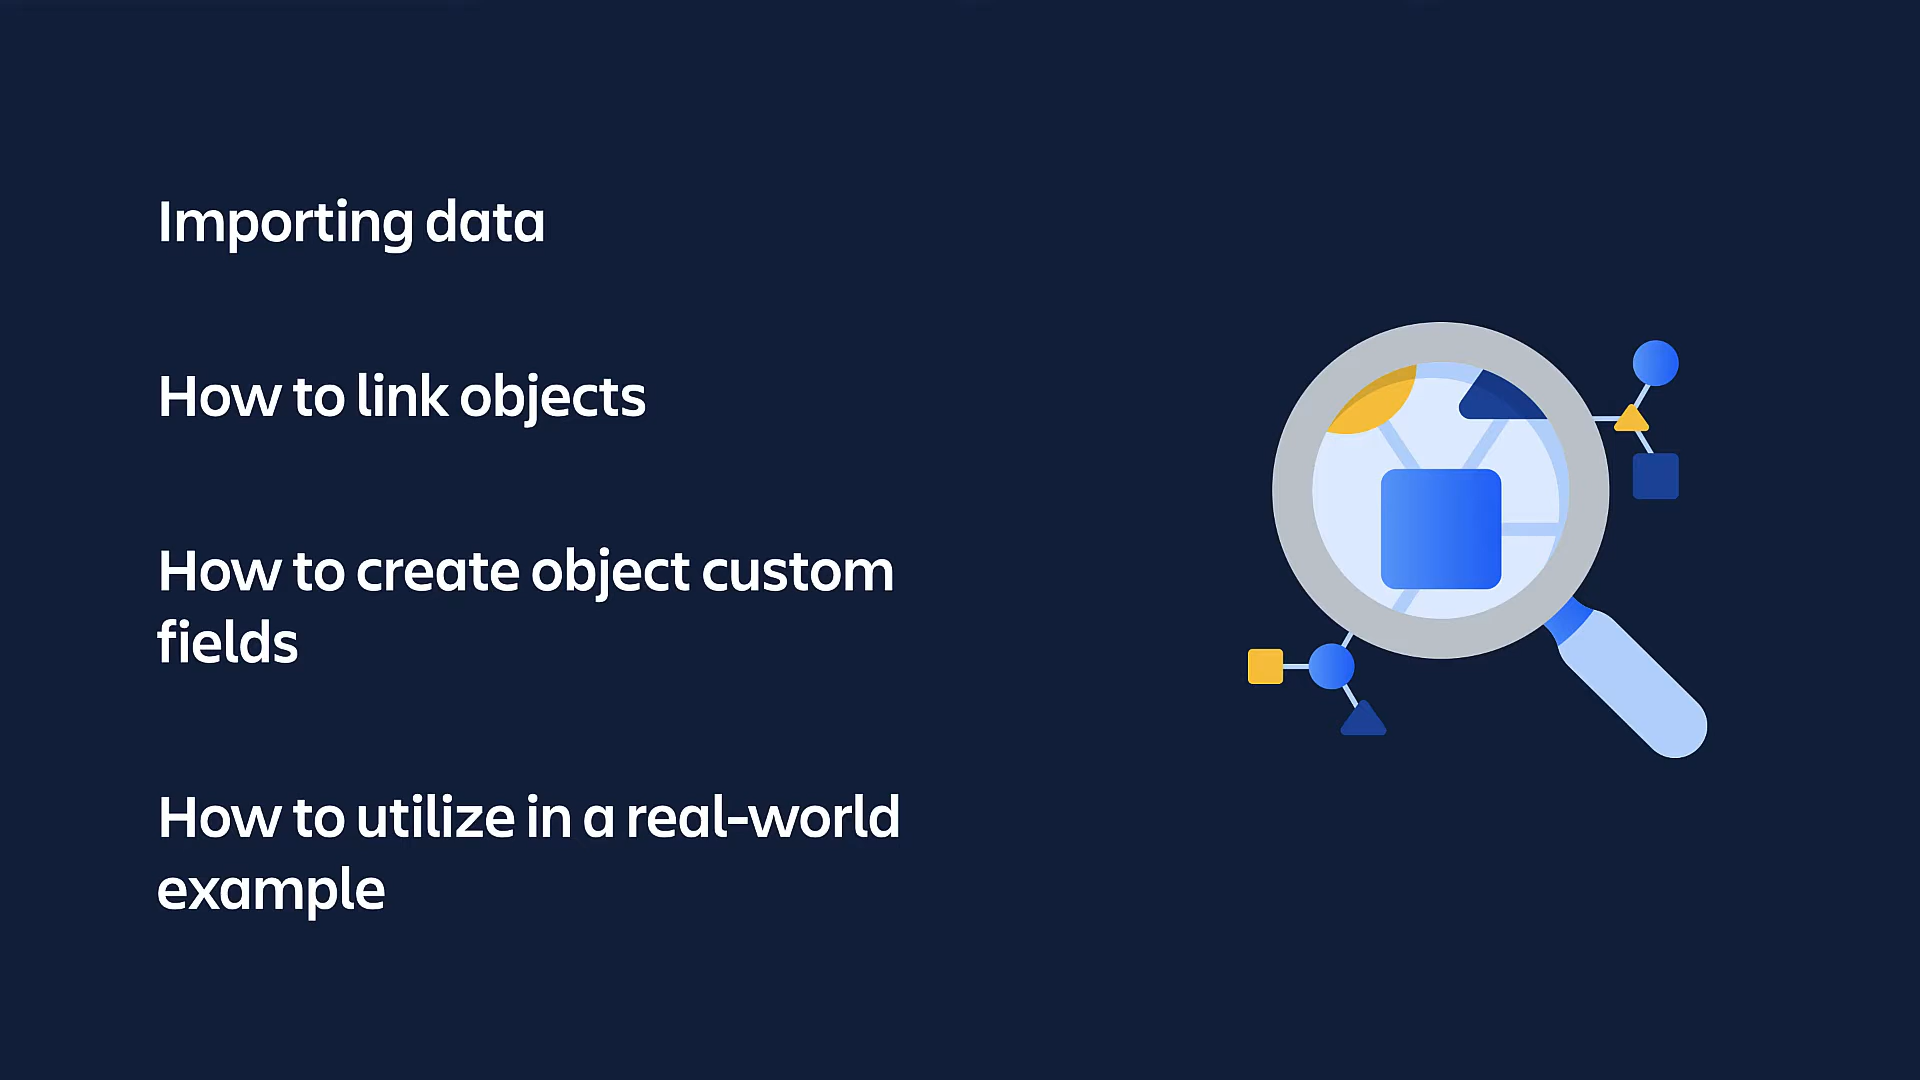 Importing data
How to link objects
How to create object custom
fields
How to utilize in a real-world
example